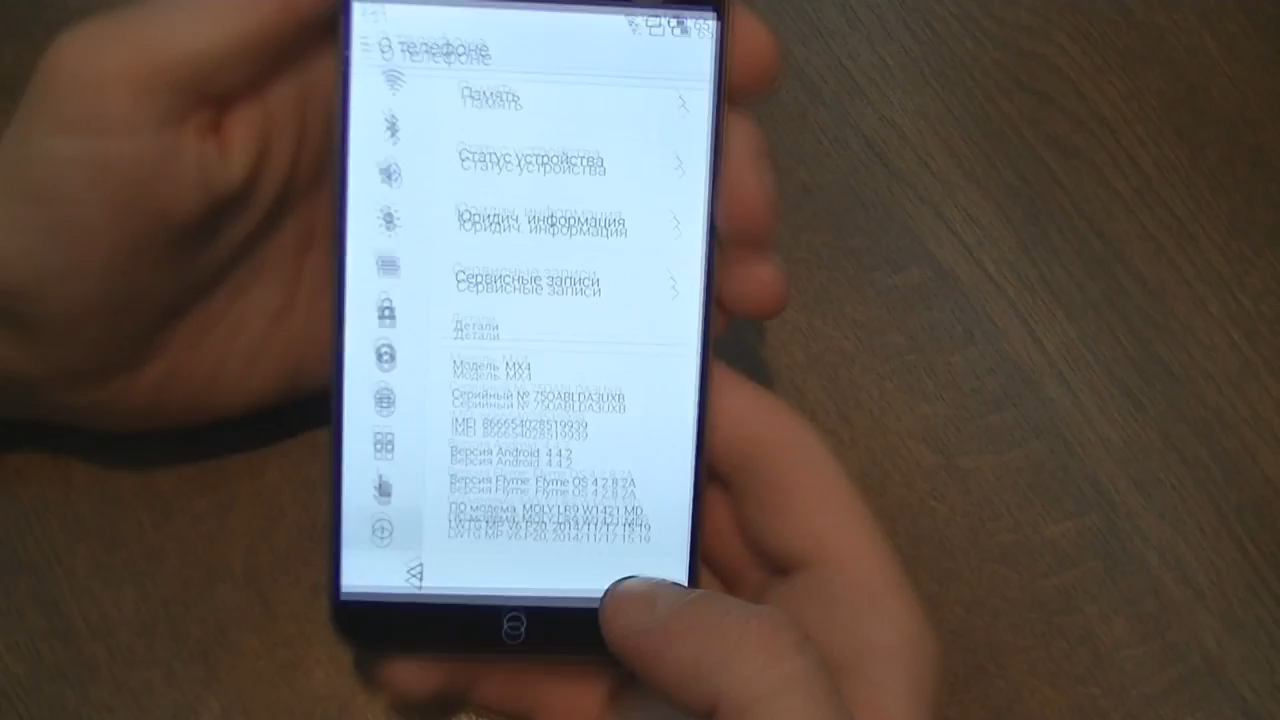 О телефоне
Память
Статус устройства
Юридич. информация
Сервисные записи
Детали
Модель: MX4
Серийный № 750ABLDA3UXB
IMEI 866654028519939
Версия Android 4.4.2
Версия Flyme: Flyme OS 4.2.8.2A
ПО модема MOLY.LR9.W1421.MD.
LWTG.MP.V6.P20, 2014/11/17 15:19